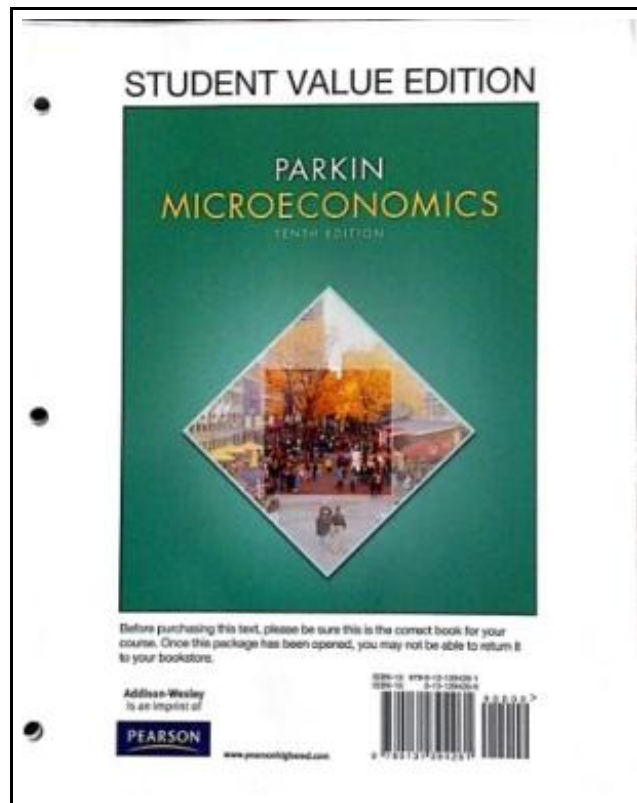 STUDENT VALUE EDITION
PARKIN
MICROECONOMICS
TENTH EDITION
Before purchasing this text, please be sure this is the correct book for your
course. Once this package has been opened, you may not be able to return it
to your bookstore.
Addison-Wesley
is an imprint of
PEARSON
www.pearsonhighered.com
90000>